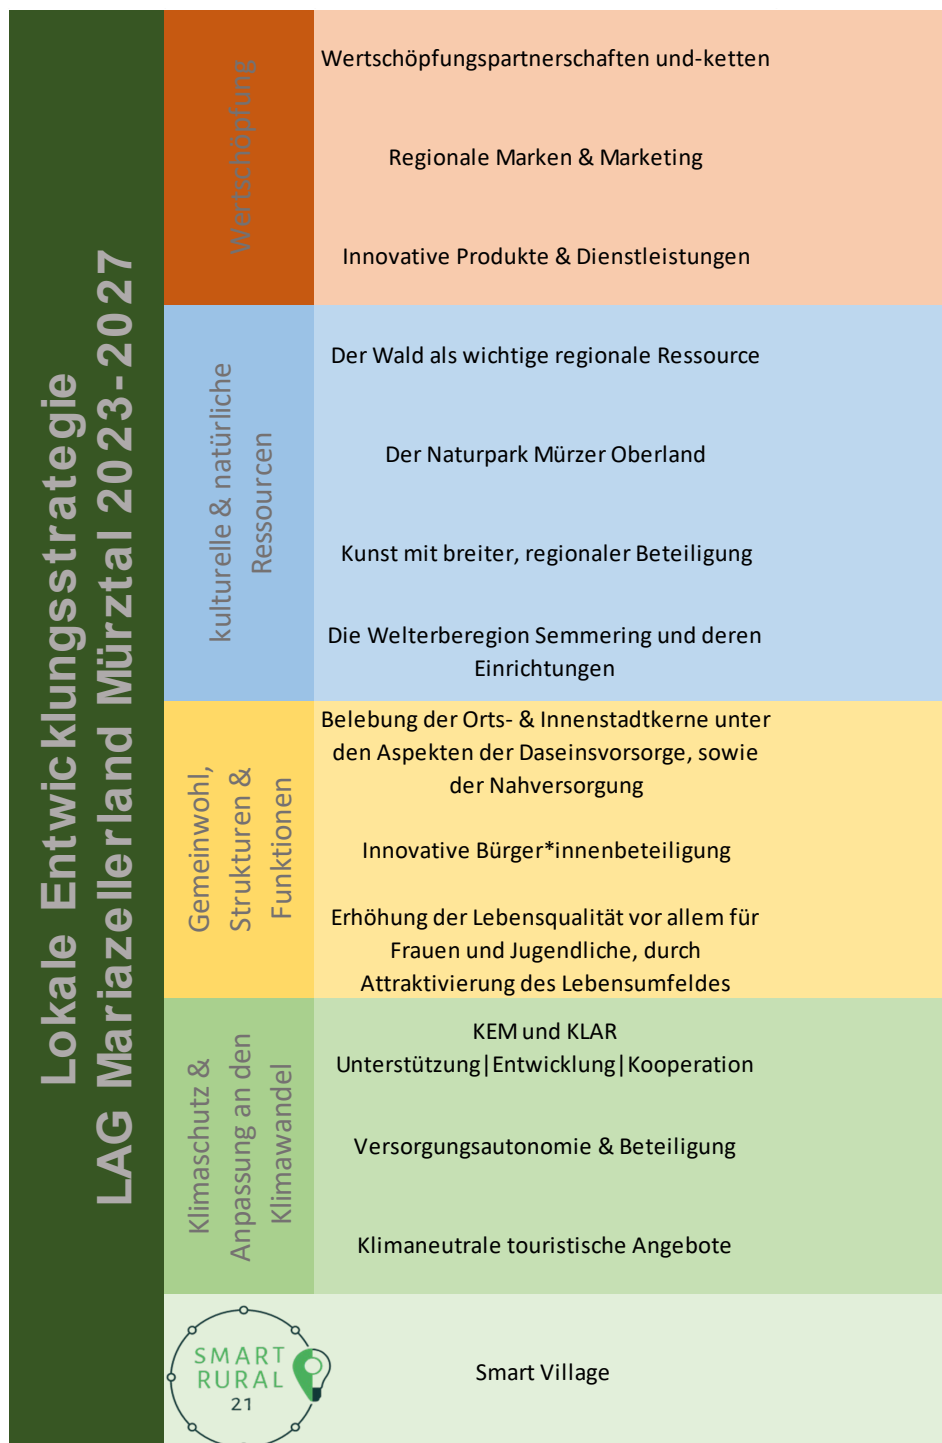 Lokale Entwicklungsstrategie
LAG Mariazellerland Mürztal 2023-2027
Wertschöpfung
Wertschöpfungspartnerschaften und-ketten
Regionale Marken & Marketing
Innovative Produkte & Dienstleistungen
kulturelle & natürliche
Ressourcen
Der Wald als wichtige regionale Ressource
Der Naturpark Mürzer Oberland
Kunst mit breiter, regionaler Beteiligung
Die Welterberegion Semmering und deren
Einrichtungen
Gemeinwohl,
Strukturen &
Funktionen
Belebung der Orts- & Innenstadtkerne unter
den Aspekten der Daseinsvorsorge, sowie
der Nahversorgung
Innovative Bürger*innenbeteiligung
Erhöhung der Lebensqualität vor allem für
Frauen und Jugendliche, durch
Attraktivierung des Lebensumfeldes
Klimaschutz &
Anpassung an den
Klimawandel
KEM und KLAR
Unterstützung|Entwicklung|Kooperation
Versorgungsautonomie & Beteiligung
Klimaneutrale touristische Angebote
SMART
RURAL
21
Smart Village